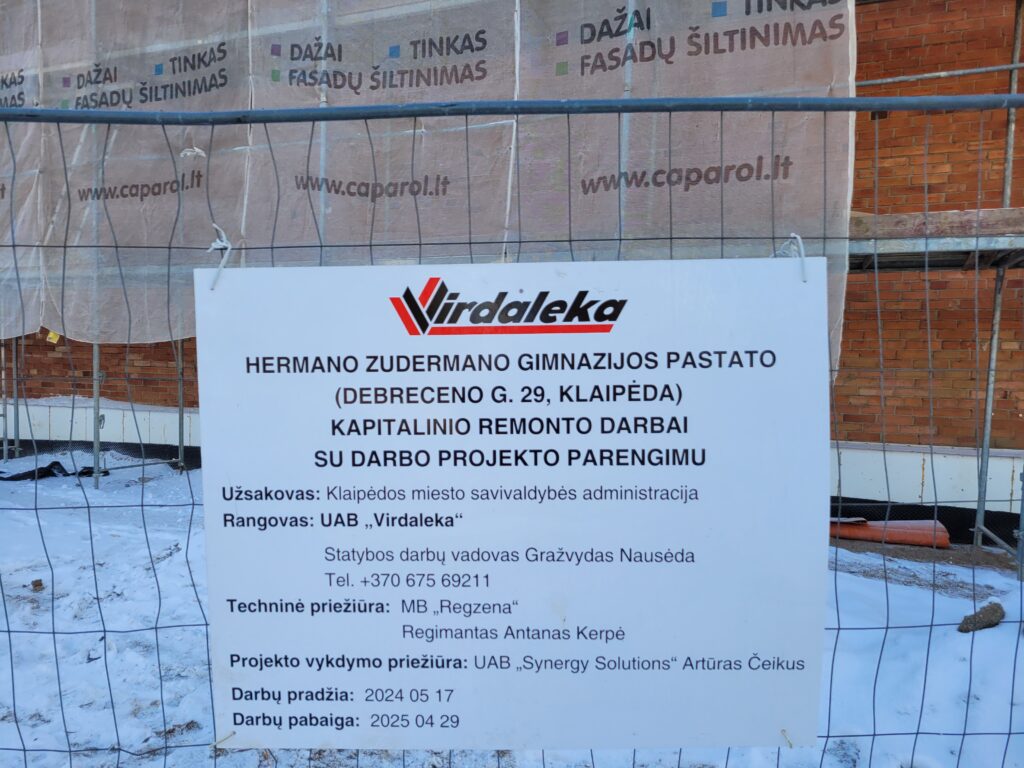 KAS
MAS
DAŽAI TINKAS
FASADŲ ŠILTINIMAS
DAŽAI TINKAS
FASADŲ ŠILTINIMAS
DAŽAI TINKAS
FASADŲ ŠILTINIMAS
www.caparol.lt
www.caparol.lt
www.caparol.lt
Virdaleka
HERMANO ZUDERMANO GIMNAZIJOS PASTATO
(DEBRECENO G. 29, KLAIPĖDA)
KAPITALINIO REMONTO DARBAI
SU DARBO PROJEKTO PARENGIMU
Užsakovas: Klaipėdos miesto savivaldybės administracija
Rangovas: UAB „Virdaleka“
Statybos darbų vadovas Gražvydas Nausėda
Tel. +370 675 69211
Techninė priežiūra: MB „Regzena“
Regimantas Antanas Kerpė
Projekto vykdymo priežiūra: UAB „Synergy Solutions“ Artūras Čeikus
Darbų pradžia: 2024 05 17
Darbų pabaiga: 2025 04 29